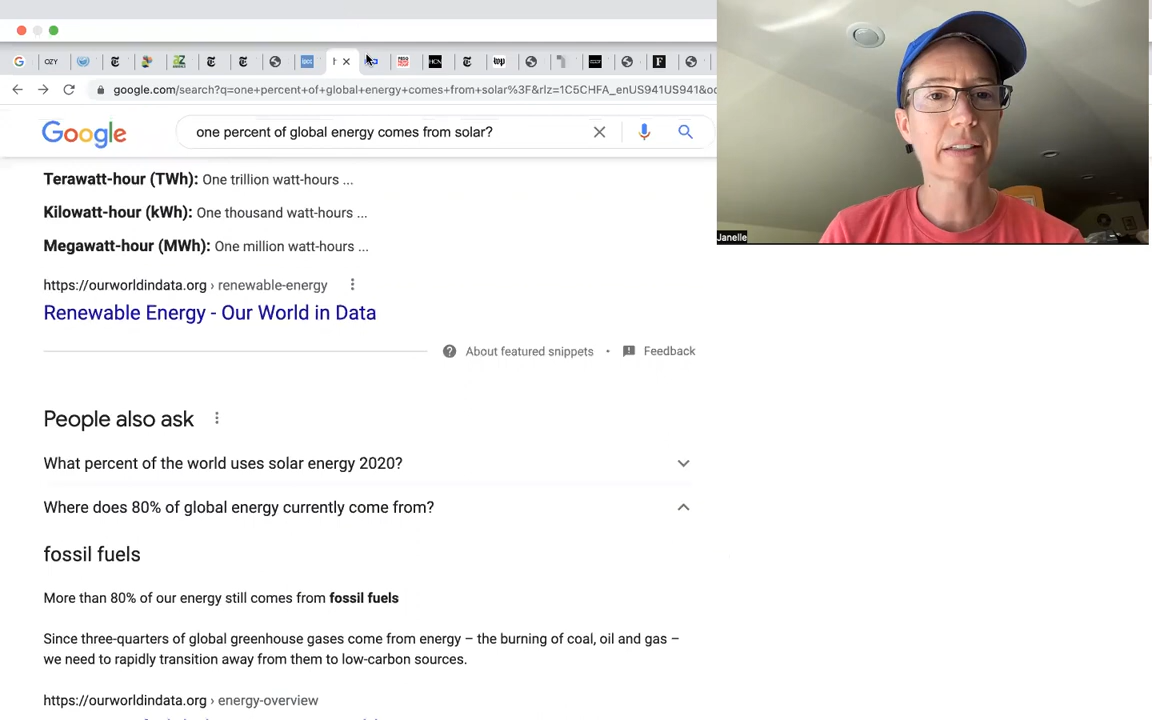 OZY
google.com/search?q=one+percent+of+global+energy+comes+from+solar%3F&rlz=1C5CHFA_enUS941US941&oc
Google
one percent of global energy comes from solar?
Terawatt-hour (TWh): One trillion watt-hours ...
Kilowatt-hour (kWh): One thousand watt-hours ...
Megawatt-hour (MWh): One million watt-hours ...
https://ourworldindata.org › renewable-energy
Renewable Energy - Our World in Data
About featured snippets • Feedback
People also ask
What percent of the world uses solar energy 2020?
Where does 80% of global energy currently come from?
fossil fuels
More than 80% of our energy still comes from fossil fuels
Since three-quarters of global greenhouse gases come from energy – the burning of coal, oil and gas –
we need to rapidly transition away from them to low-carbon sources.
https://ourworldindata.org › energy-overview
Janelle